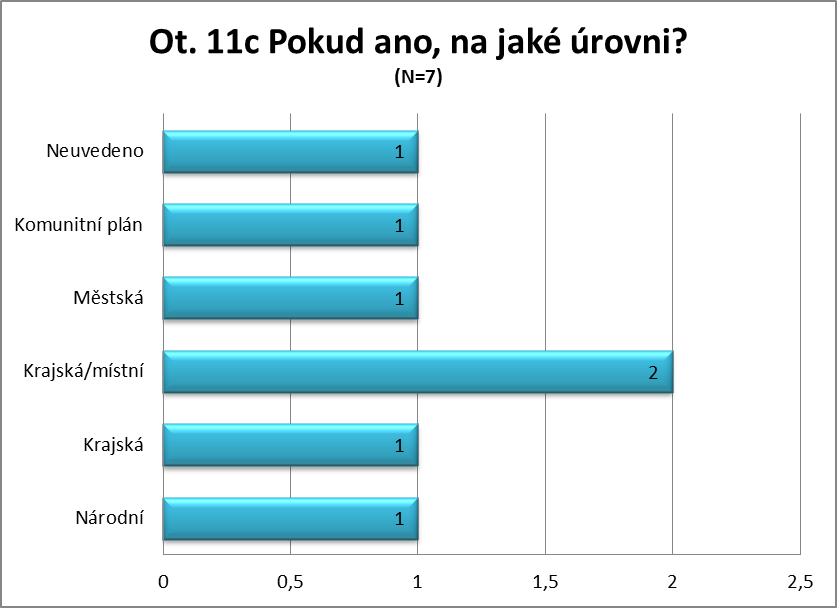 Ot. 11c Pokud ano, na jaké úrovni?
(N=7)
Neuvedeno 1
Komunitní plán 1
Městská 1
Krajská/místní 2
Krajská 1
Národní 1
0 0,5 1 1,5 2 2,5